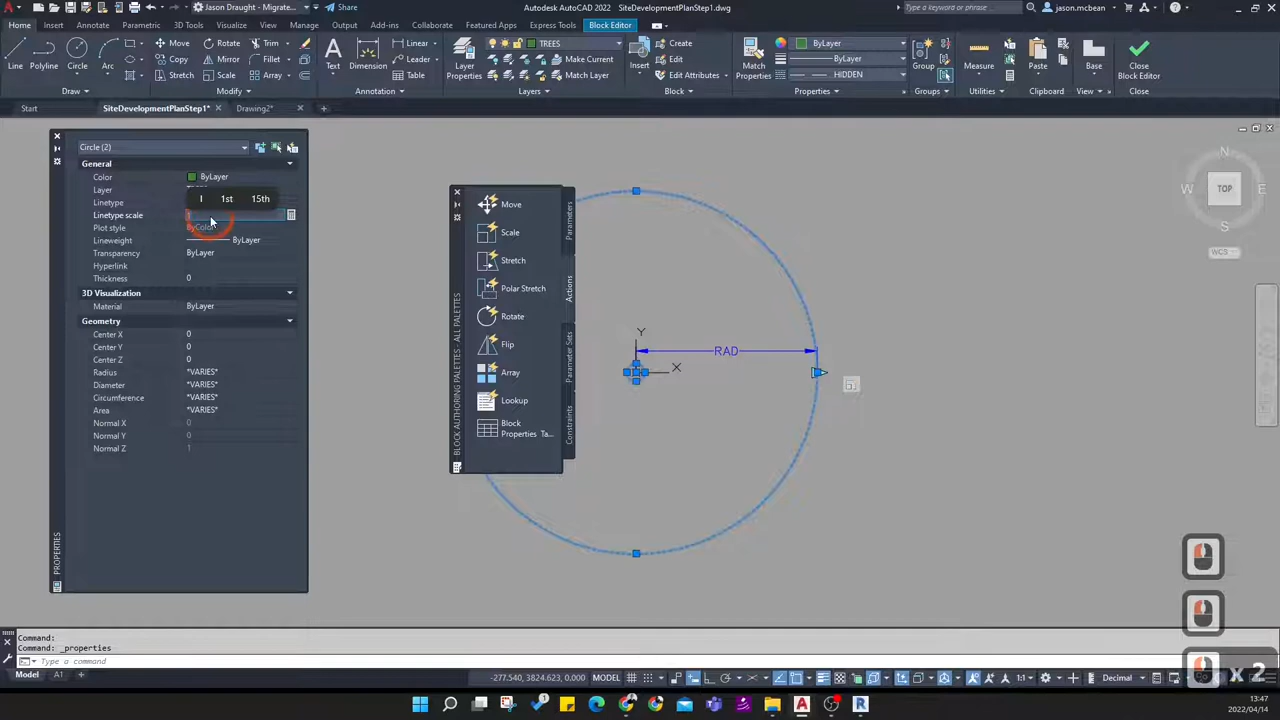 Jason Draught - Migrate...
Share
Autodesk AutoCAD 2022
SiteDevelopmentPlanStep1.dwg
Type a keyword or phrase
jason.mcbean
Home
Insert
Annotate
Parametric
3D Tools
Visualize
View
Manage
Output
Add-ins
Collaborate
Featured Apps
Express Tools
Block Editor
Line
Polyline
Circle
Arc
Move
Rotate
Trim
Copy
Mirror
Fillet
Stretch
Scale
Array
Text
Dimension
Linear
Leader
Table
Layer
Properties
TREES
Make Current
Match Layer
Insert
Create
Edit
Edit Attributes
Match
Properties
ByLayer
ByLayer
HIDDEN
Group
Measure
Paste
Base
Close
Block Editor
Draw
Modify
Annotation
Layers
Block
Properties
Groups
Utilities
Clipboard
View
Close
Start
SiteDevelopmentPlanStep1*
Drawing2*
Circle (2)
General
Color ByLayer
Layer
Linetype
I 1st 15th
Linetype scale 1
Plot style ByColor
Lineweight ByLayer
Transparency ByLayer
Hyperlink
Thickness 0
3D Visualization
Material ByLayer
Geometry
Center X 0
Center Y 0
Center Z 0
Radius *VARIES*
Diameter *VARIES*
Circumference *VARIES*
Area *VARIES*
Normal X 0
Normal Y 0
Normal Z 1
PROPERTIES
Move
Scale
Stretch
Polar Stretch
Rotate
Flip
Array
Lookup
Block
Properties Ta...
Parameters
Actions
Parameter Sets
Constraints
BLOCK AUTHORING PALETTES - ALL PALETTES
Y
RAD
X
N
W
TOP
E
S
WCS
Command:
Command: _properties
Type a command
x 2
Model
A1
-277.540, 3824.623, 0.000
MODEL
1:1
Decimal
13:47
2022/04/14